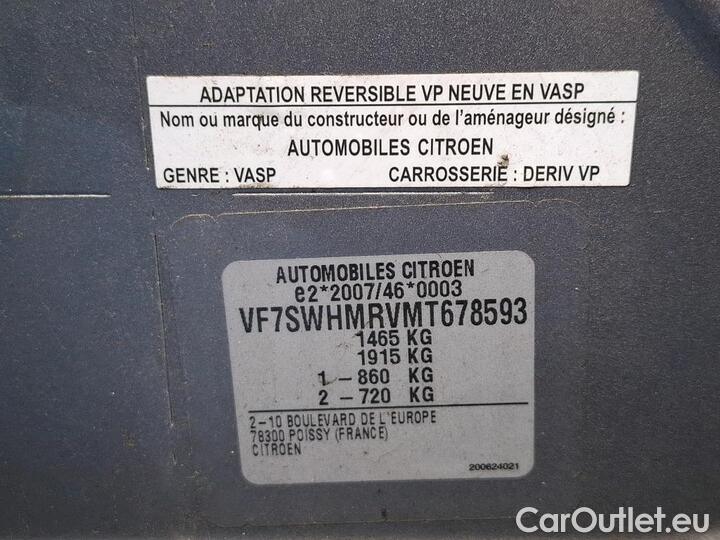 ADAPTATION REVERSIBLE VP NEUVE EN VASP
Nom ou marque du constructeur ou de l'aménageur désigné :
AUTOMOBILES CITROEN
GENRE : VASP CARROSSERIE : DERIV VP
AUTOMOBILES CITROEN
e2*2007/46*0003
VF7SWHMRVMT678593
1465 KG
1915 KG
1 – 860 KG
2 – 720 KG
2–10 BOULEVARD DE L'EUROPE
78300 POISSY (FRANCE)
CITROEN
200624021
CarOutlet.eu